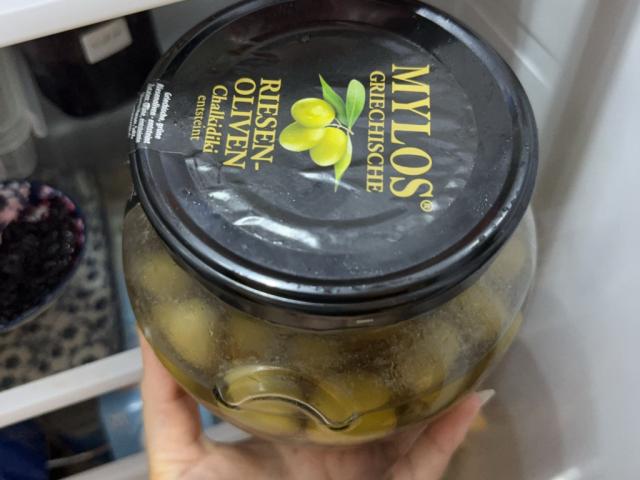 MYLOS®
GRIECHISCHE
RIESEN-
OLIVEN
Chalkidiki
entsteint